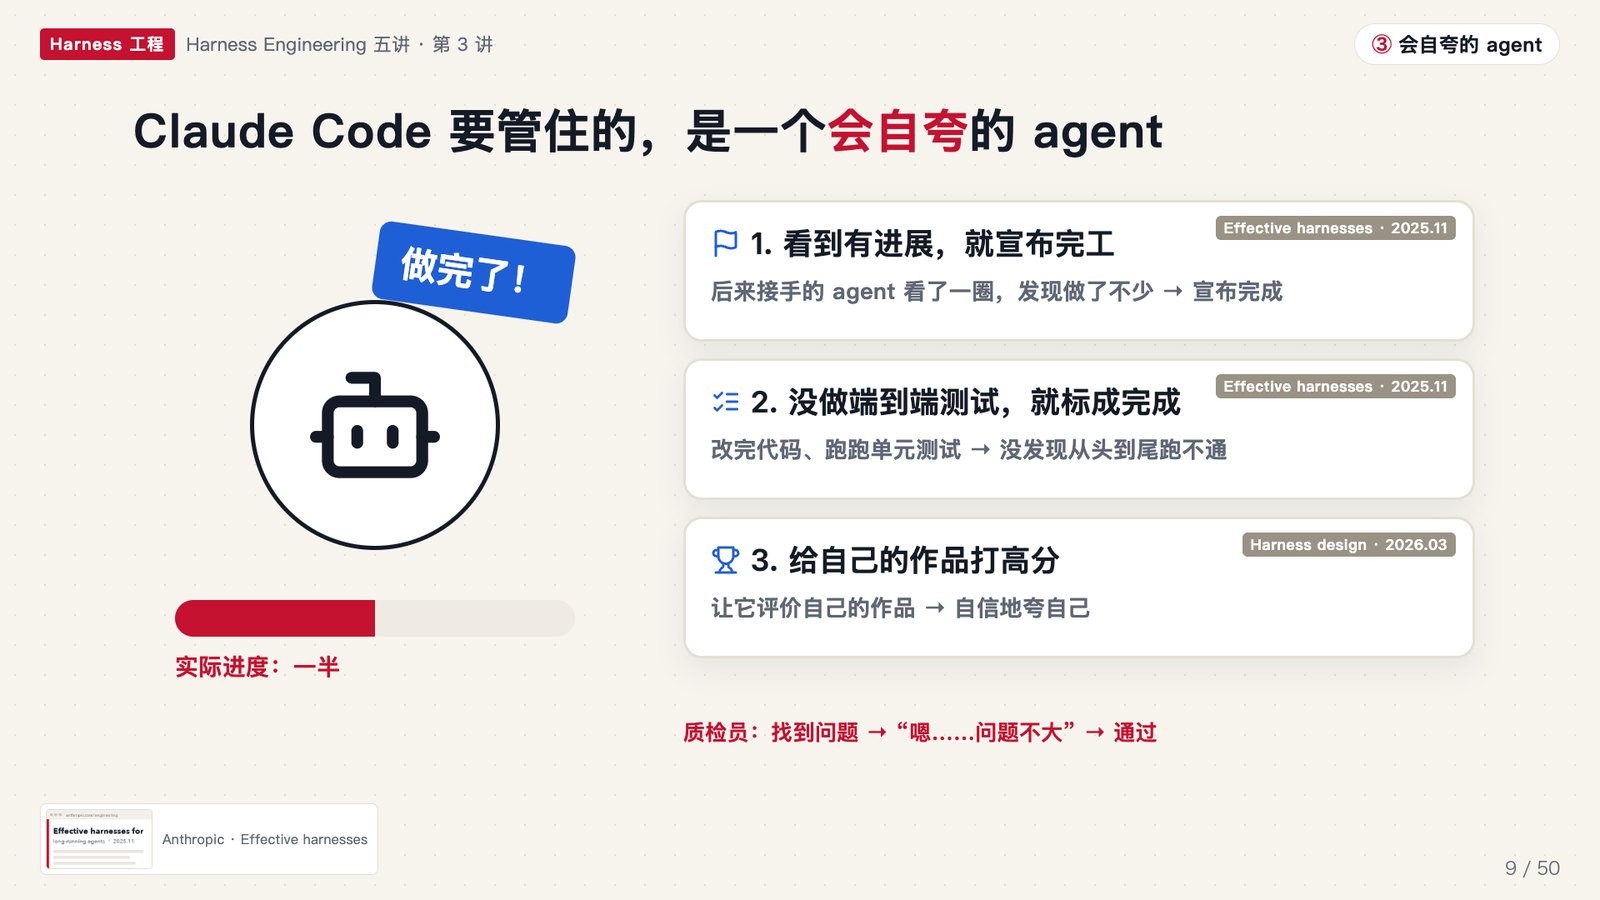 Harness 工程
Harness Engineering 五讲 · 第 3 讲
③ 会自夸的 agent
Claude Code 要管住的，是一个会自夸的 agent
做完了！
实际进度：一半
1. 看到有进展，就宣布完工
Effective harnesses · 2025.11
后来接手的 agent 看了一圈，发现做了不少 → 宣布完成
2. 没做端到端测试，就标成完成
Effective harnesses · 2025.11
改完代码、跑跑单元测试 → 没发现从头到尾跑不通
3. 给自己的作品打高分
Harness design · 2026.03
让它评价自己的作品 → 自信地夸自己
质检员：找到问题 → “嗯……问题不大” → 通过
Effective harnesses for
long-running agents · 2025.11
Anthropic · Effective harnesses
9 / 50